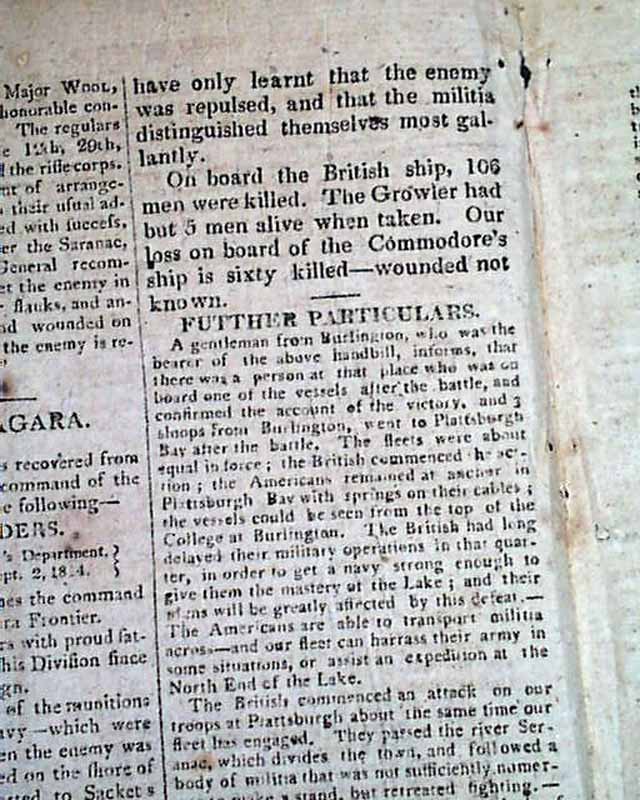 Major WOOL,
honorable con-
The regulars
12th, 29th,
the rifle corps.
nt of arrange-
their usual ad-
ed with success,
er the Saranac,
General recom-
et the enemy in
flanks, and an-
nd wounded on
the enemy is re-
AGARA.
s recovered from
command of the
e following—
DERS.
's Department, }
pt. 2, 1814. }
nes the command
ra Frontier.
rs with proud sat-
his Division since
gn.
of the munitions
avy—which were
en the enemy was
ed on the shore of
rted to Sacket's
have only learnt that the enemy
was repulsed, and that the militia
distinguished themselves most gal-
lantly.
On board the British ship, 106
men were killed. The Growler had
but 5 men alive when taken. Our
loss on board of the Commodore's
ship is sixty killed—wounded not
known.
FUTTHER PARTICULARS.
A gentleman from Burlington, who was the
bearer of the above handbill, informs, that
there was a person at that place who was on
board one of the vessels after the battle, and
confirmed the account of the victory, and 3
sloops from Burlington, went to Plattsburgh
Bay after the battle. The fleets were about
equal in force; the British commenced the ac-
tion; the Americans remained at anchor in
Plattsburgh Bay with springs on their cables;
the vessels could be seen from the top of the
College at Burlington. The British had long
delayed their military operations in that quar-
ter, in order to get a navy strong enough to
give them the mastery of the Lake; and their
plans will be greatly affected by this defeat.—
The Americans are able to transport militia
across—and our fleet can harrass their army in
some situations, or assist an expedition at the
North End of the Lake.
The British commenced an attack on our
troops at Plattsburgh about the same time our
fleet has engaged. They passed the river Ser-
anac, which divides the town, and followed a
body of militia that was not sufficiently numer-
make a stand, but retreated fighting.—